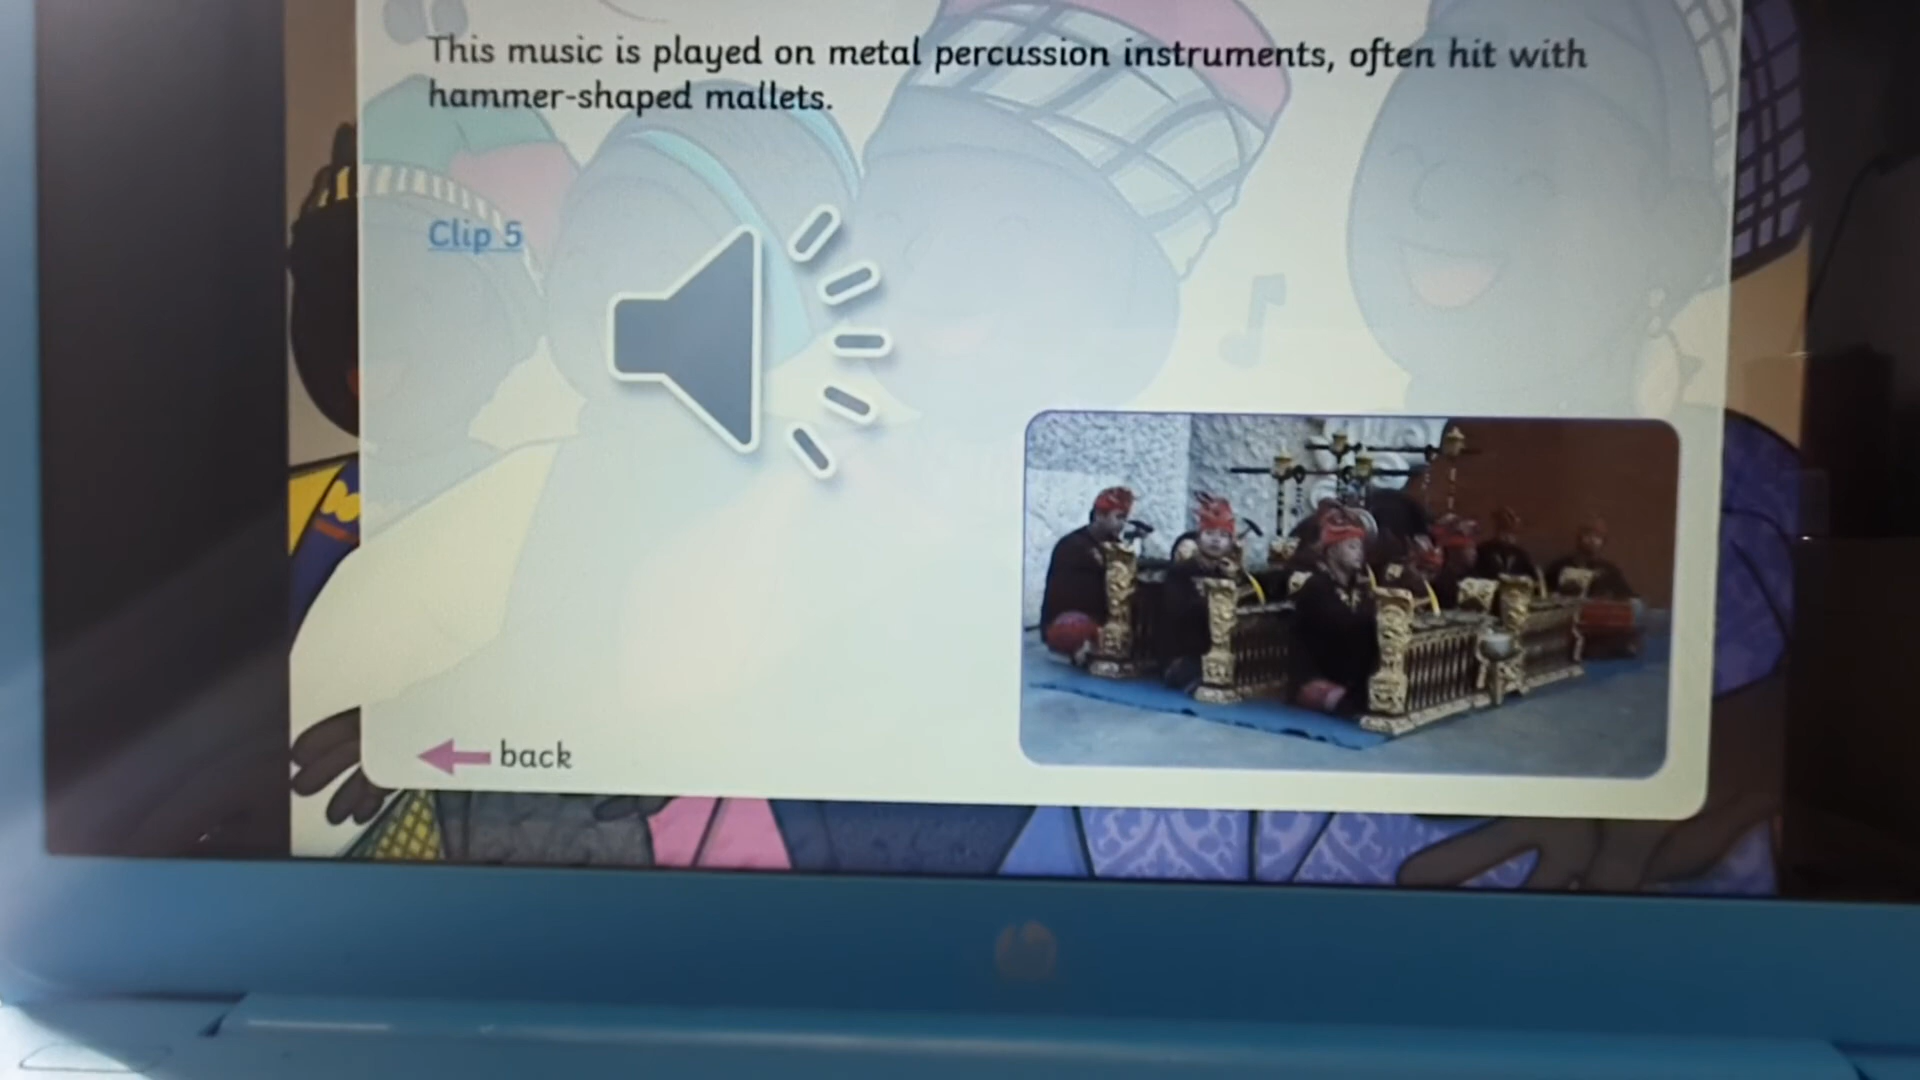 This music is played on metal percussion instruments, often hit with
hammer-shaped mallets.
Clip 5
back